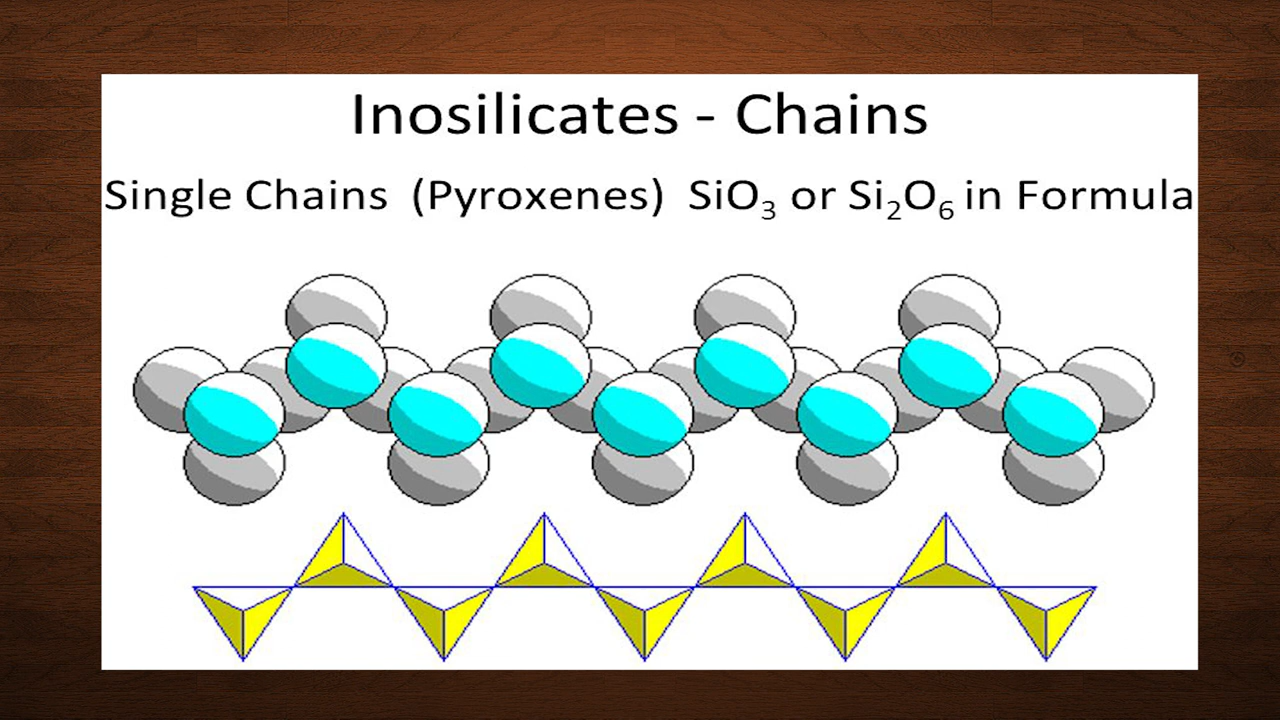 Inosilicates - Chains
Single Chains (Pyroxenes) SiO₃ or Si₂O₆ in Formula